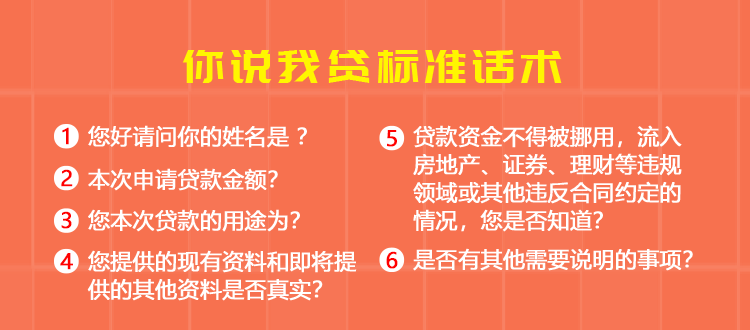 你说我贷标准话术
1 您好请问你的姓名是 ?
2 本次申请贷款金额?
3 您本次贷款的用途为?
4 您提供的现有资料和即将提
供的其他资料是否真实?
5 贷款资金不得被挪用，流入
房地产、证券、理财等违规
领域或其他违反合同约定的
情况，您是否知道?
6 是否有其他需要说明的事项?